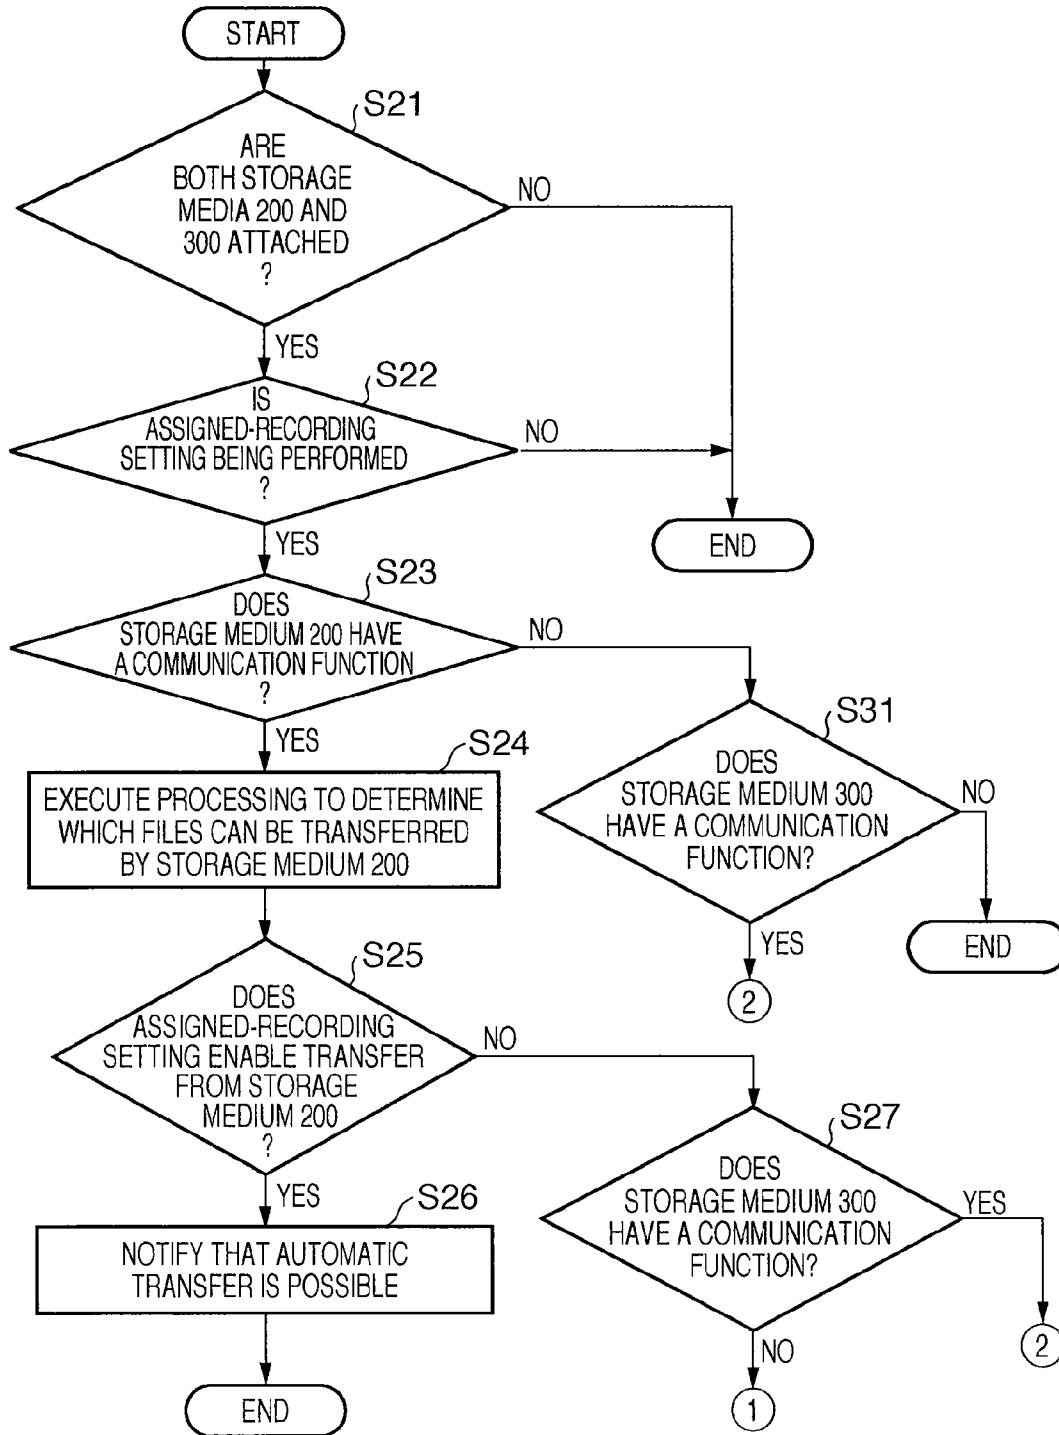 START
S21
ARE
BOTH STORAGE
MEDIA 200 AND
300 ATTACHED
?
NO
YES
S22
IS
ASSIGNED-RECORDING
SETTING BEING PERFORMED
?
NO
YES
END
S23
DOES
STORAGE MEDIUM 200 HAVE
A COMMUNICATION FUNCTION
?
NO
YES
S24
EXECUTE PROCESSING TO DETERMINE
WHICH FILES CAN BE TRANSFERRED
BY STORAGE MEDIUM 200
S31
DOES
STORAGE MEDIUM 300
HAVE A COMMUNICATION
FUNCTION?
NO
YES
END
2
S25
DOES
ASSIGNED-RECORDING
SETTING ENABLE TRANSFER
FROM STORAGE
MEDIUM 200
?
NO
YES
S26
NOTIFY THAT AUTOMATIC
TRANSFER IS POSSIBLE
END
S27
DOES
STORAGE MEDIUM 300
HAVE A COMMUNICATION
FUNCTION?
YES
2
NO
1